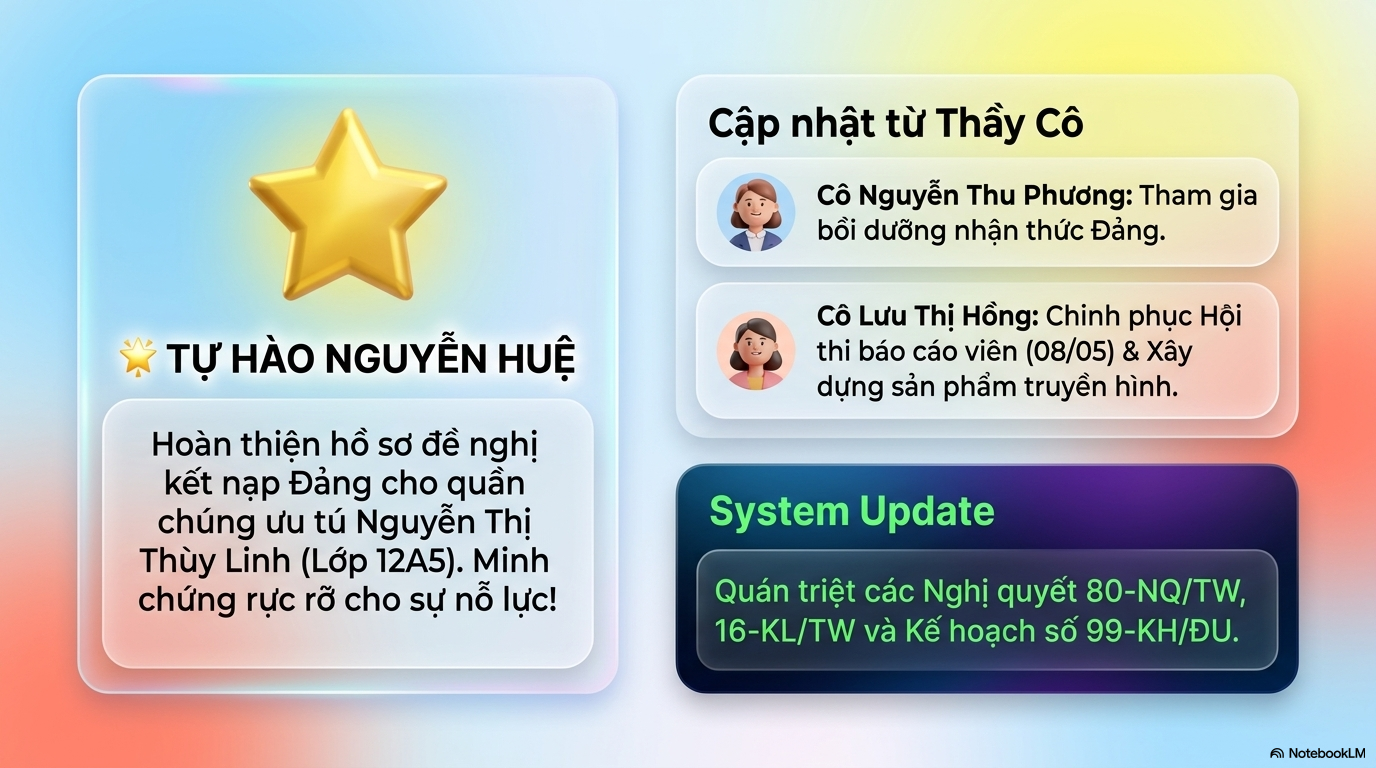 🌟 TỰ HÀO NGUYỄN HUỆ
Hoàn thiện hồ sơ đề nghị
kết nạp Đảng cho quần
chúng ưu tú Nguyễn Thị
Thùy Linh (Lớp 12A5). Minh
chứng rực rỡ cho sự nỗ lực!
Cập nhật từ Thầy Cô
Cô Nguyễn Thu Phương: Tham gia
bồi dưỡng nhận thức Đảng.
Cô Lưu Thị Hồng: Chinh phục Hội
thi báo cáo viên (08/05) & Xây
dựng sản phẩm truyền hình.
System Update
Quán triệt các Nghị quyết 80-NQ/TW,
16-KL/TW và Kế hoạch số 99-KH/ĐU.
NotebookLM